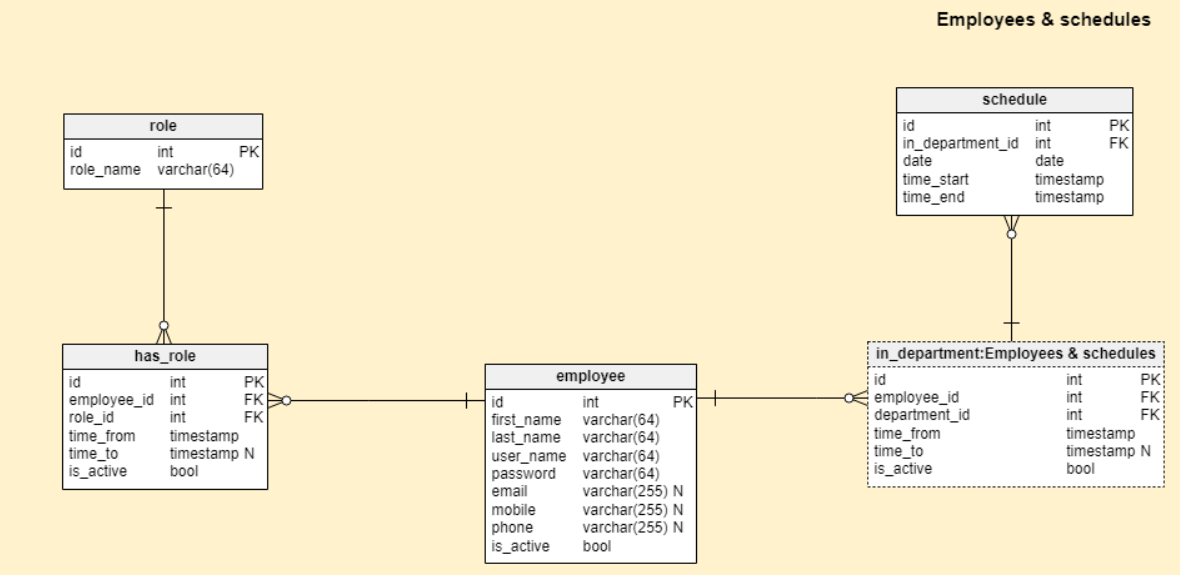 Employees & schedules
role
id int PK
role_name varchar(64)
schedule
id int PK
in_department_id int FK
date date
time_start timestamp
time_end timestamp
has_role
id int PK
employee_id int FK
role_id int FK
time_from timestamp
time_to timestamp N
is_active bool
employee
id int PK
first_name varchar(64)
last_name varchar(64)
user_name varchar(64)
password varchar(64)
email varchar(255) N
mobile varchar(255) N
phone varchar(255) N
is_active bool
in_department:Employees & schedules
id int PK
employee_id int FK
department_id int FK
time_from timestamp
time_to timestamp N
is_active bool